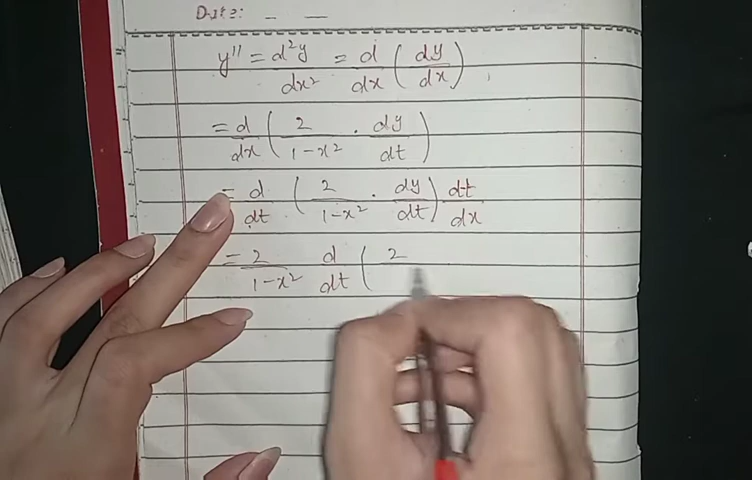 Date: _ _
y'' = d²y/dx² = d/dx (dy/dx)
= d/dx (2/1-x² . dy/dt)
= d/dt . (2/1-x² . dy/dt) dt/dx
= 2/1-x² d/dt (2